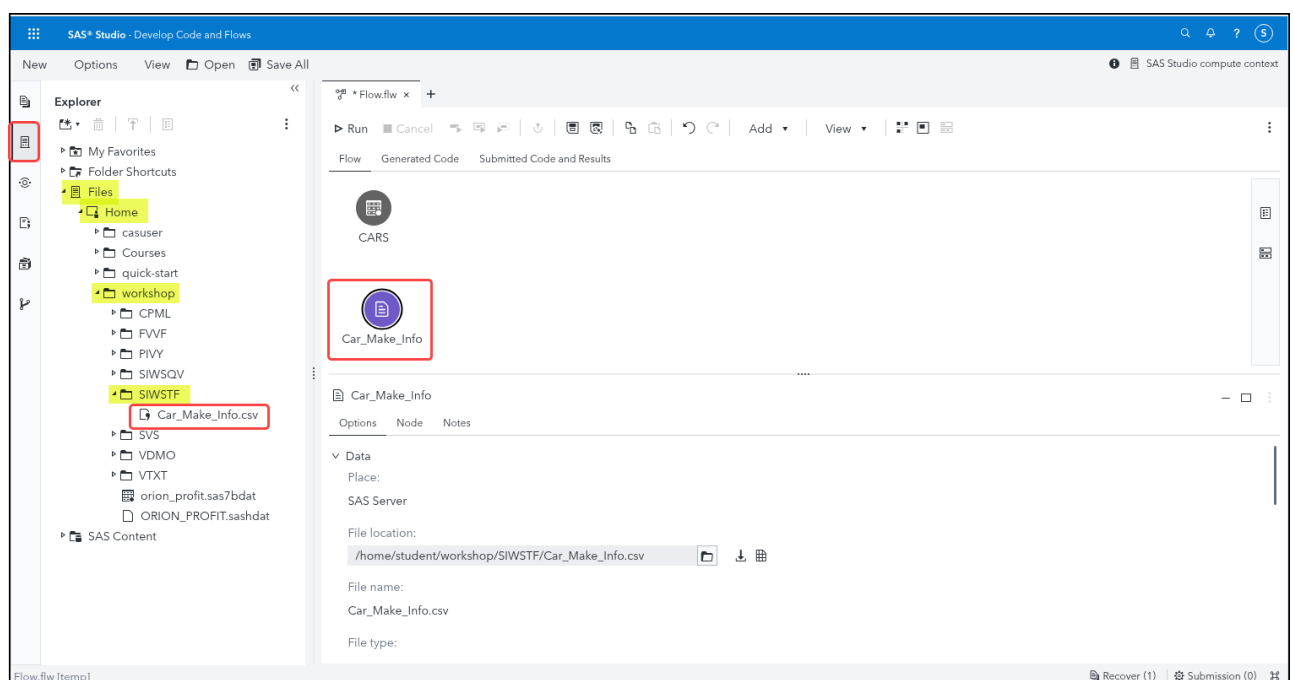 SAS® Studio - Develop Code and Flows
? S
New Options View Open Save All
SAS Studio compute context
Explorer
My Favorites
Folder Shortcuts
Files
Home
casuser
Courses
quick-start
workshop
CPML
FVVF
PIVY
SIWSQV
SIWSTF
Car_Make_Info.csv
SVS
VDMO
VTXT
orion_profit.sas7bdat
ORION_PROFIT.sashdat
SAS Content
* Flow.flw × +
Run Cancel Add View
Flow Generated Code Submitted Code and Results
CARS
Car_Make_Info
Car_Make_Info
Options Node Notes
Data
Place:
SAS Server
File location:
/home/student/workshop/SIWSTF/Car_Make_Info.csv
File name:
Car_Make_Info.csv
File type:
Flow.flw [temp]
Recover (1) Submission (0)